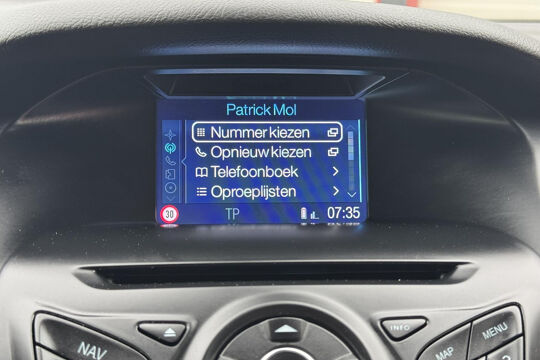 Patrick Mol
Nummer kiezen
Opnieuw kiezen
Telefoonboek
Oproeplijsten
30 TP 07:35
NAV
INFO
MAP
MENU